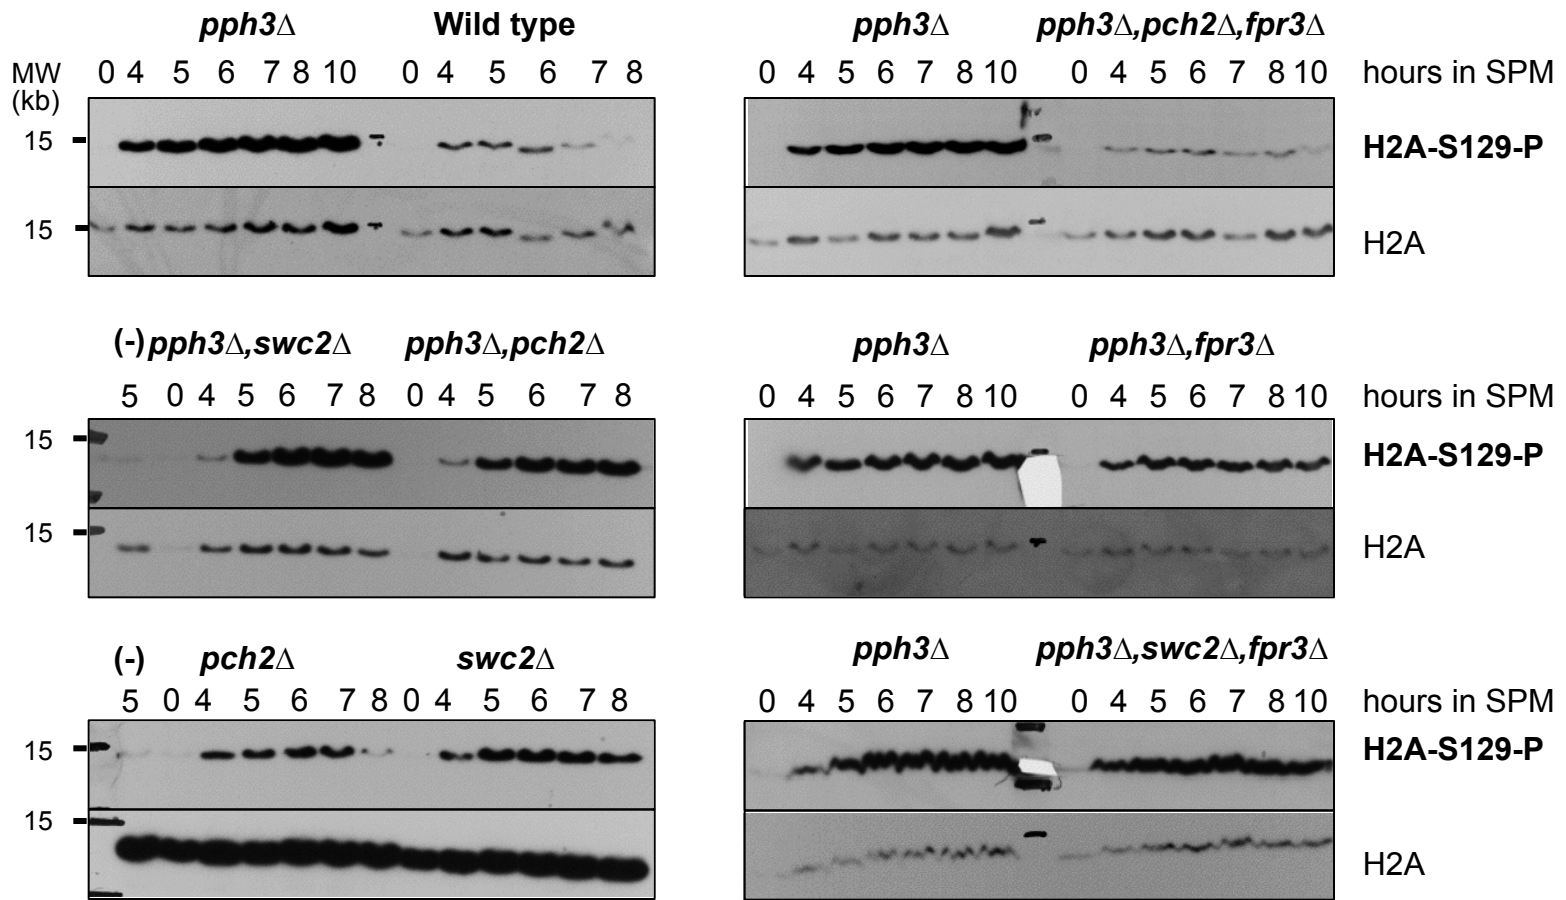 pph3Δ Wild type
MW (kb) 0 4 5 6 7 8 10 0 4 5 6 7 8
15
15
pph3Δ pph3Δ,pch2Δ,fpr3Δ
0 4 5 6 7 8 10 0 4 5 6 7 8 10 hours in SPM
H2A-S129-P
H2A
(-) pph3Δ,swc2Δ pph3Δ,pch2Δ
5 0 4 5 6 7 8 0 4 5 6 7 8
15
15
pph3Δ pph3Δ,fpr3Δ
0 4 5 6 7 8 10 0 4 5 6 7 8 10 hours in SPM
H2A-S129-P
H2A
(-) pch2Δ swc2Δ
5 0 4 5 6 7 8 0 4 5 6 7 8
15
15
pph3Δ pph3Δ,swc2Δ,fpr3Δ
0 4 5 6 7 8 10 0 4 5 6 7 8 10 hours in SPM
H2A-S129-P
H2A